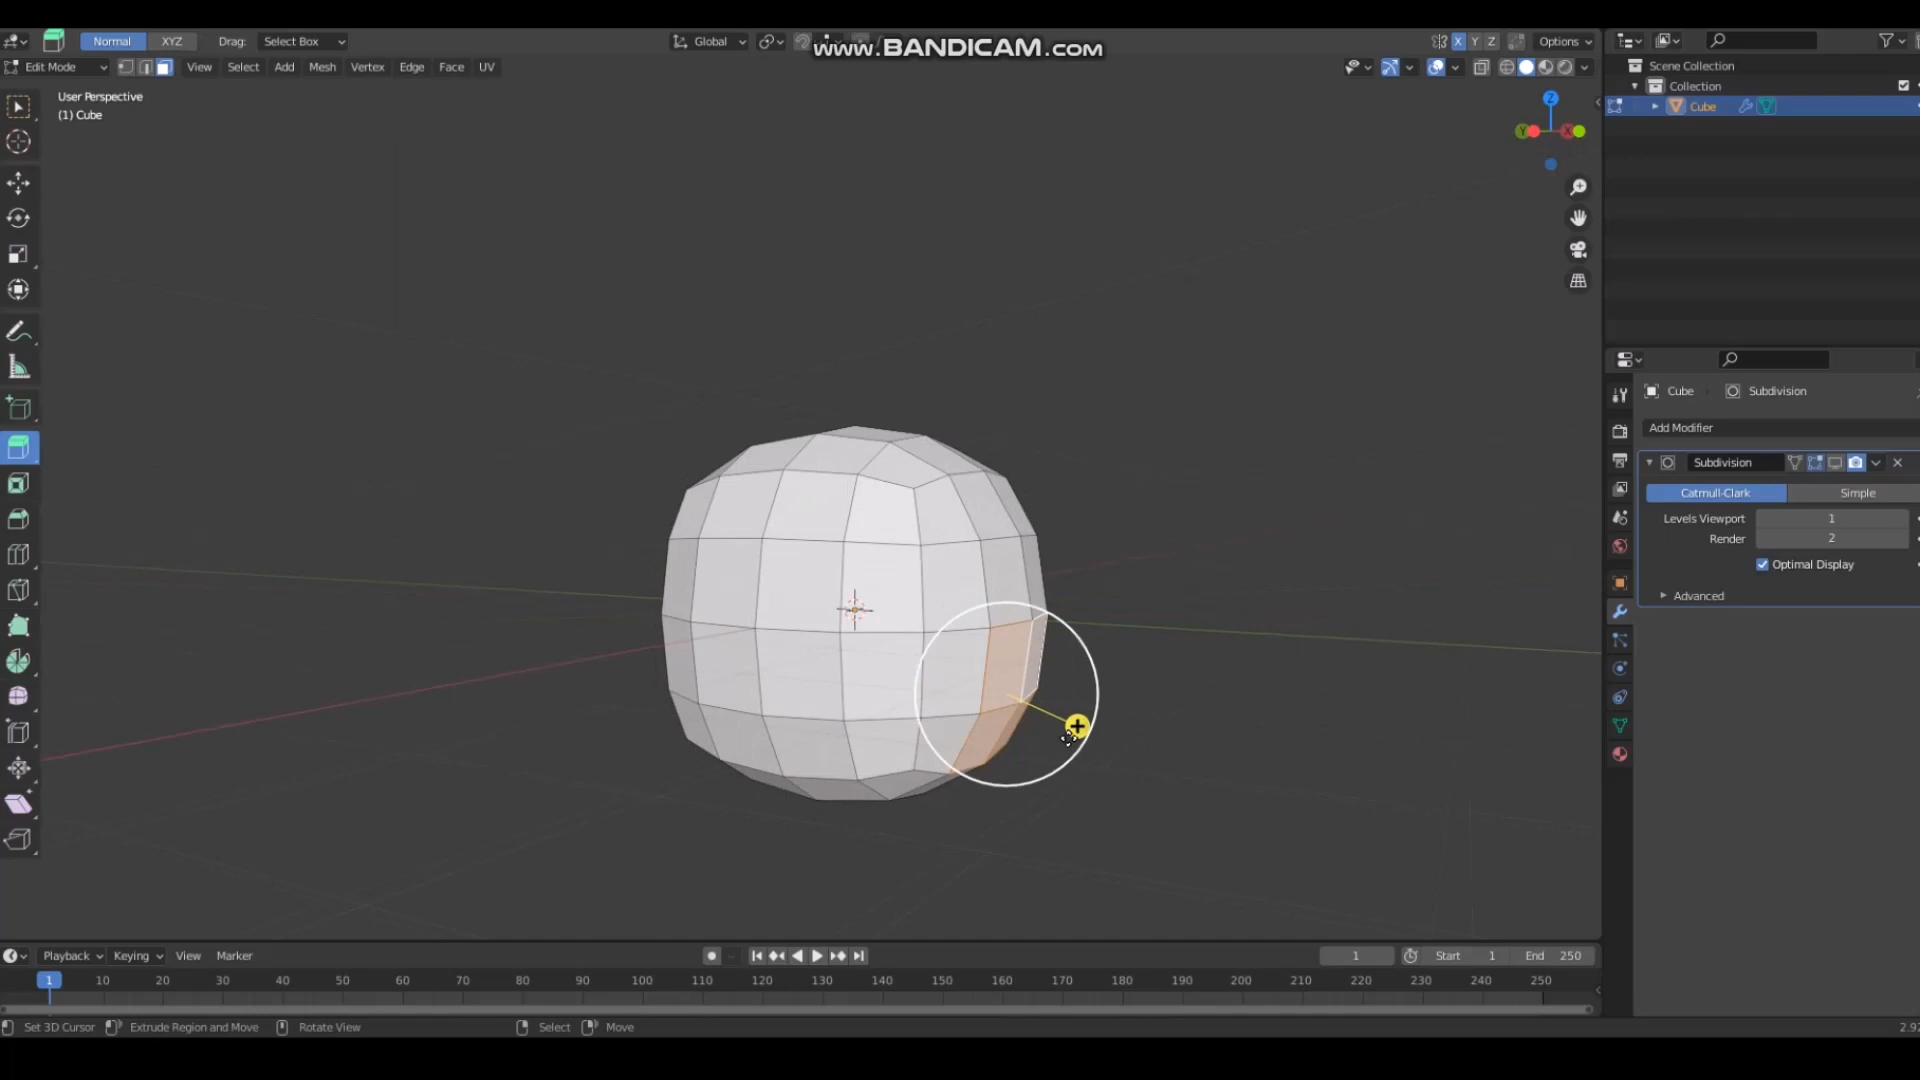 Normal XYZ Drag: Select Box Global www.BANDICAM.com X Y Z Options
Edit Mode View Select Add Mesh Vertex Edge Face UV
Scene Collection
Collection
Cube
User Perspective
(1) Cube
Z
Y X
Cube Subdivision
Add Modifier
Subdivision
Catmull-Clark Simple
Levels Viewport 1
Render 2
Optimal Display
Advanced
Playback Keying View Marker 1 Start 1 End 250
1 10 20 30 40 50 60 70 80 90 100 110 120 130 140 150 160 170 180 190 200 210 220 230 240 250
Set 3D Cursor Extrude Region and Move Rotate View Select Move 2.92